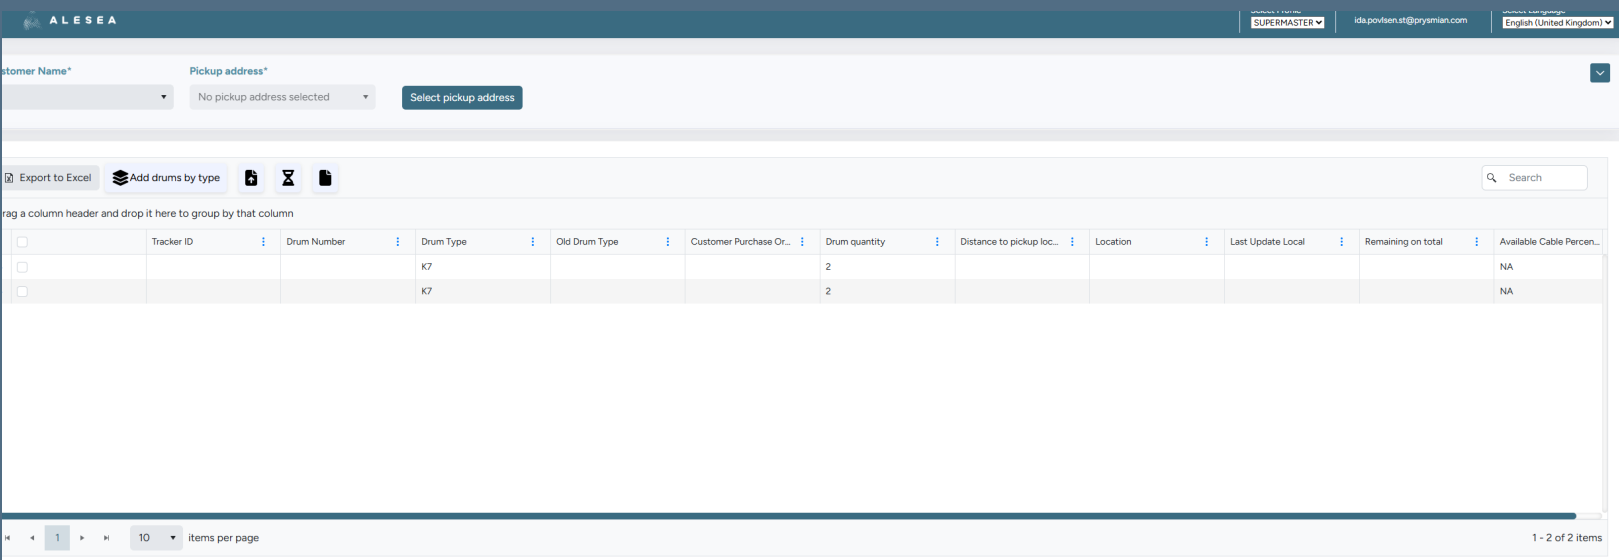 ALESEA
SUPERMASTER
ida.povlsen.st@prysmian.com
Select Language
English (United Kingdom)
stomer Name*
Pickup address*
No pickup address selected
Select pickup address
Export to Excel
Add drums by type
Search
rag a column header and drop it here to group by that column
Tracker ID
Drum Number
Drum Type
Old Drum Type
Customer Purchase Or...
Drum quantity
Distance to pickup loc...
Location
Last Update Local
Remaining on total
Available Cable Percen...
K7 2 NA
K7 2 NA
1
10
items per page
1 - 2 of 2 items